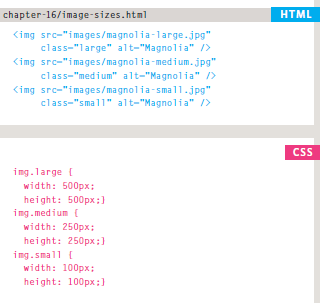 chapter-16/image-sizes.html HTML
<img src="images/magnolia-large.jpg"
class="large" alt="Magnolia" />
<img src="images/magnolia-medium.jpg"
class="medium" alt="Magnolia" />
<img src="images/magnolia-small.jpg"
class="small" alt="Magnolia" />
CSS
img.large {
width: 500px;
height: 500px;}
img.medium {
width: 250px;
height: 250px;}
img.small {
width: 100px;
height: 100px;}